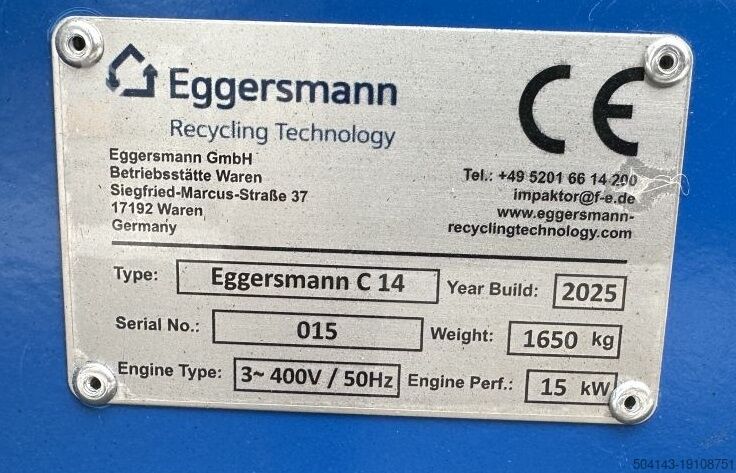 Eggersmann
Recycling Technology
CE
Eggersmann GmbH
Betriebsstätte Waren
Siegfried-Marcus-Straße 37
17192 Waren
Germany
Tel.: +49 5201 66 14 200
impaktor@f-e.de
www.eggersmann-
recyclingtechnology.com
Type: Eggersmann C 14 Year Build: 2025
Serial No.: 015 Weight: 1650 kg
Engine Type: 3~ 400V / 50Hz Engine Perf.: 15 kW
504143-19108751